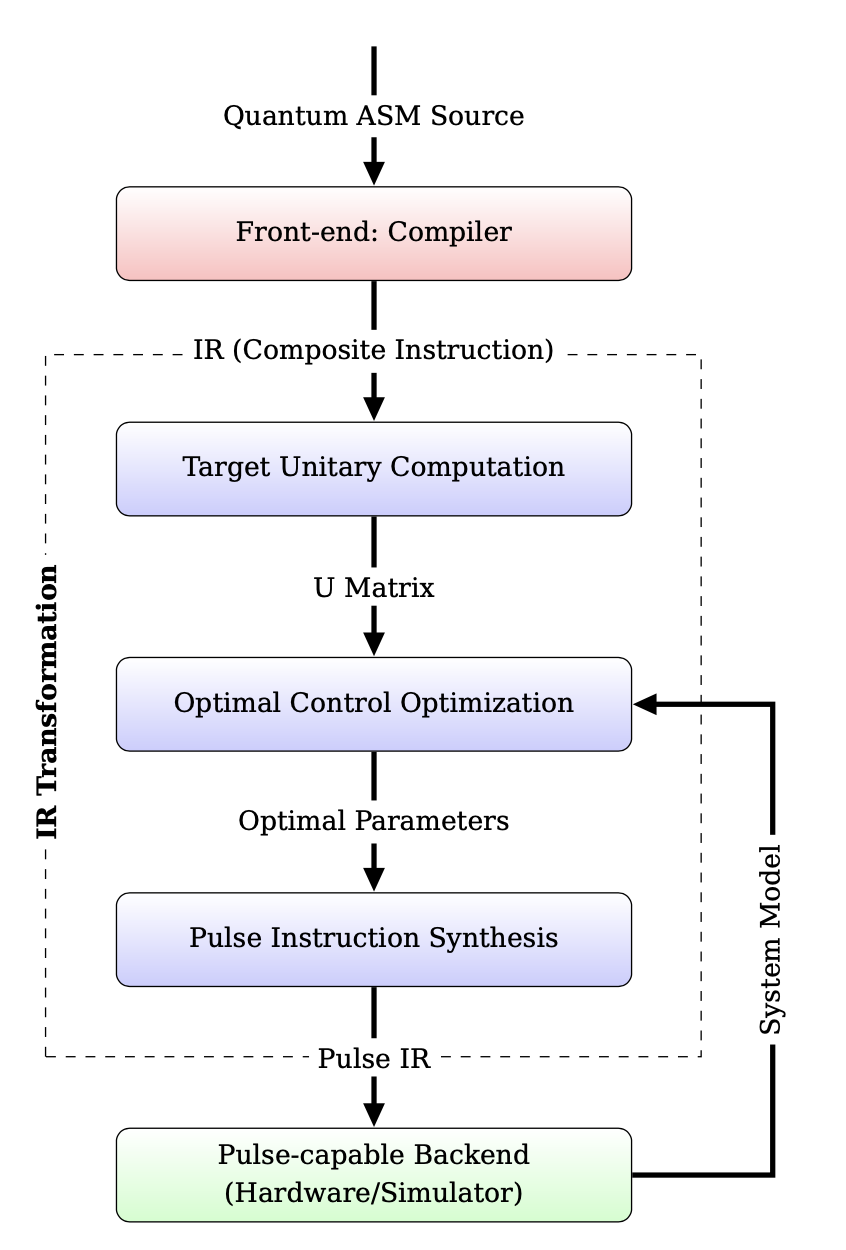 Quantum ASM Source
Front-end: Compiler
IR (Composite Instruction)
Target Unitary Computation
U Matrix
IR Transformation
Optimal Control Optimization
Optimal Parameters
System Model
Pulse Instruction Synthesis
Pulse IR
Pulse-capable Backend
(Hardware/Simulator)